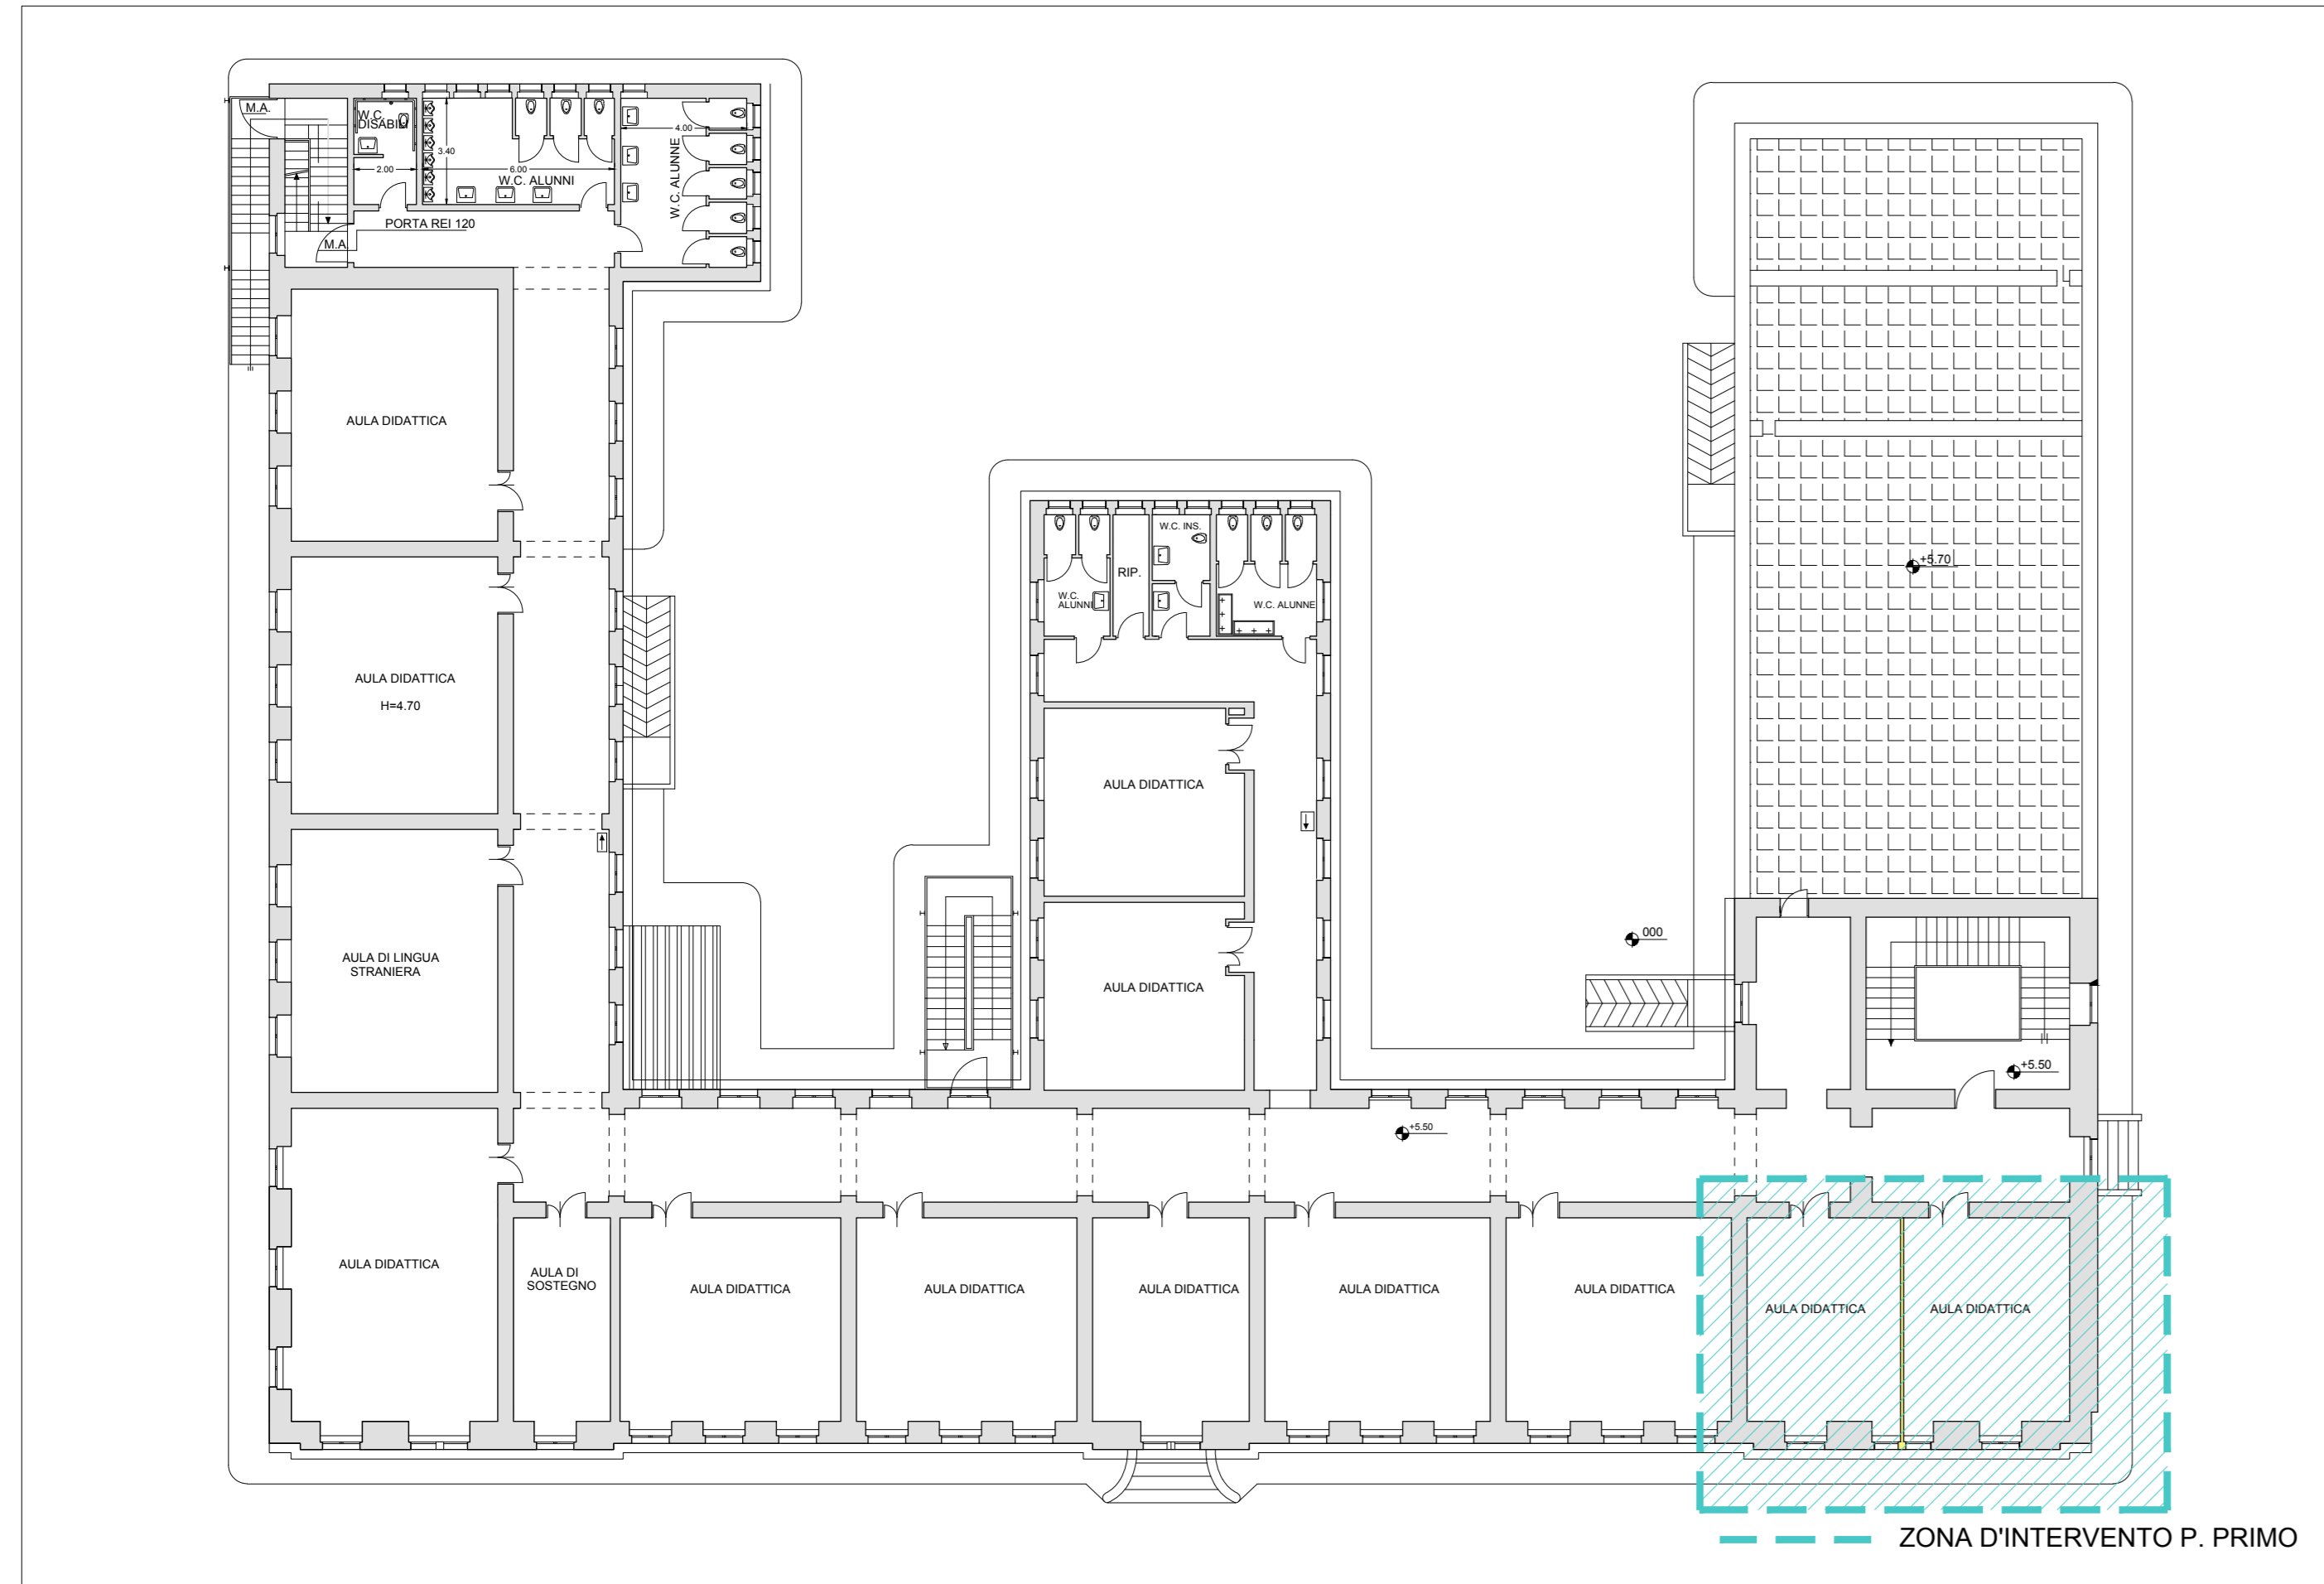 M.A.
W.C.
DISABILI
4.00
3.40
2.00
6.00
W.C. ALUNNI
W.C. ALUNNE
PORTA REI 120
M.A.
AULA DIDATTICA
W.C. INS.
+5.70
RIP.
W.C.
ALUNNI
W.C. ALUNNE
AULA DIDATTICA
H=4.70
AULA DIDATTICA
000
AULA DI LINGUA
STRANIERA
AULA DIDATTICA
+5.50
+5.50
AULA DIDATTICA
AULA DI
SOSTEGNO
AULA DIDATTICA
AULA DIDATTICA
AULA DIDATTICA
AULA DIDATTICA
AULA DIDATTICA
AULA DIDATTICA
AULA DIDATTICA
ZONA D'INTERVENTO P. PRIMO